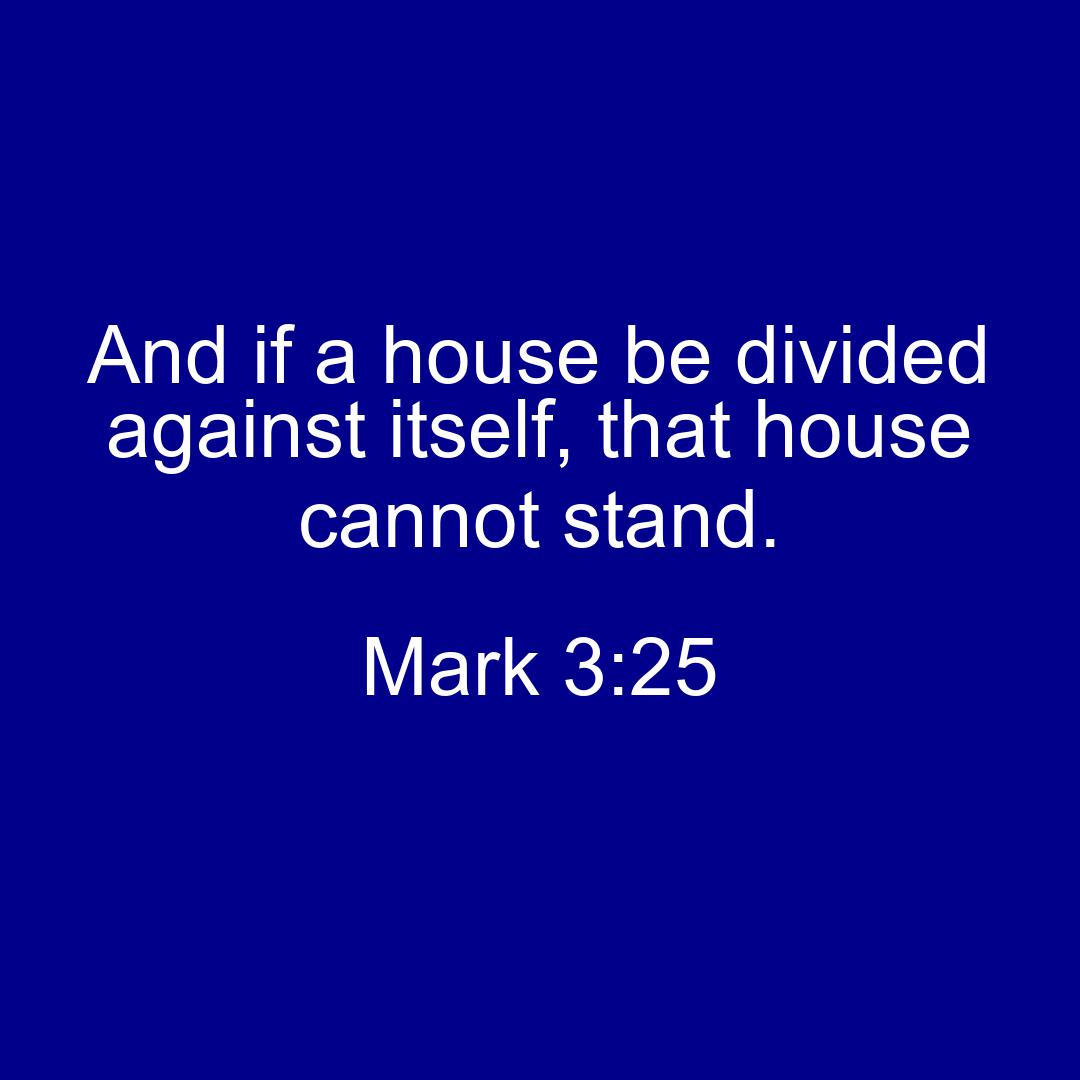 And if a house be divided
against itself, that house
cannot stand.
Mark 3:25